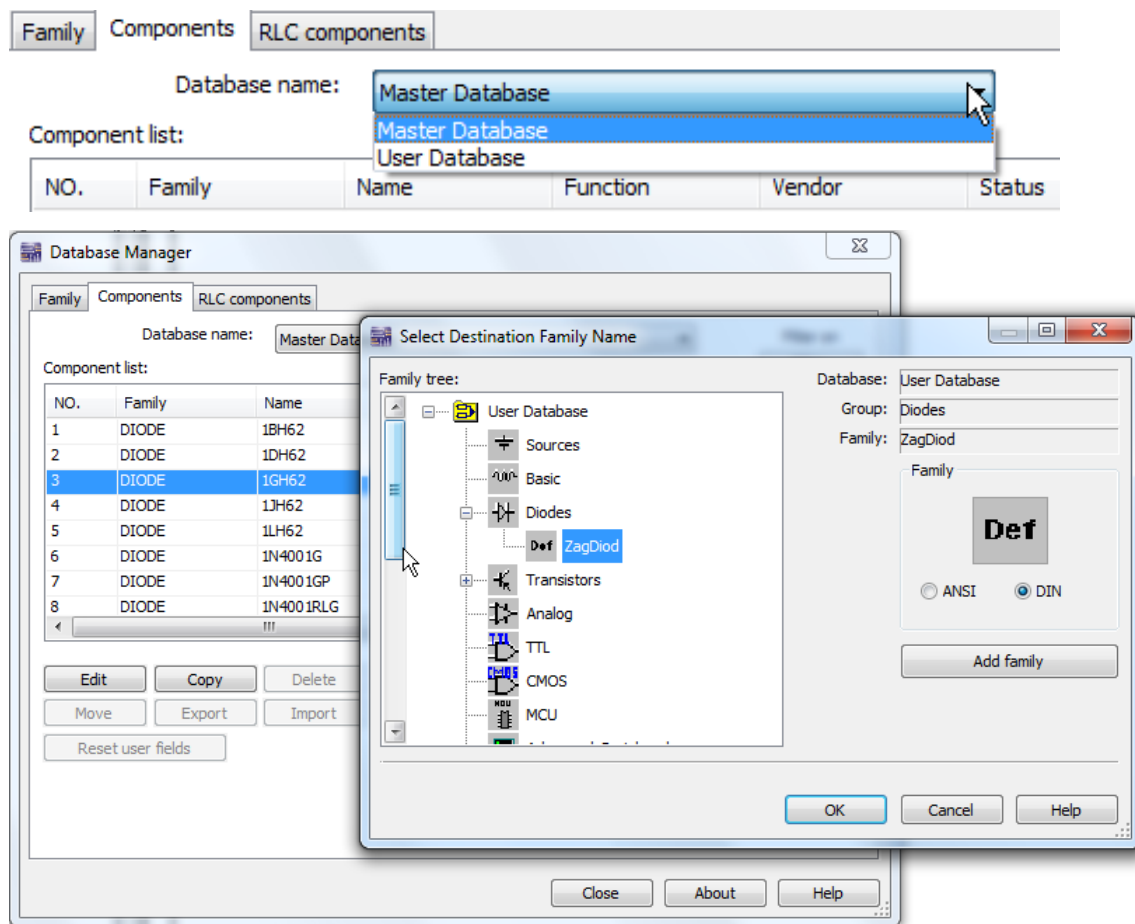 Family Components RLC components
Database name: Master Database
Master Database
Component list:
User Database
NO. Family Name Function Vendor Status
Database Manager
Family Components RLC components
Database name: Master Data
Component list:
NO. Family Name
1 DIODE 1BH62
2 DIODE 1DH62
3 DIODE 1GH62
4 DIODE 1JH62
5 DIODE 1LH62
6 DIODE 1N4001G
7 DIODE 1N4001GP
8 DIODE 1N4001RLG
Edit Copy Delete
Move Export Import
Reset user fields
Close About Help
Select Destination Family Name
Family tree:
User Database
Sources
Basic
Diodes
Def ZagDiod
Transistors
Analog
TTL TTL
CMOS CMOS
MCU MCU
Database: User Database
Group: Diodes
Family: ZagDiod
Family
Def
ANSI DIN
Add family
OK Cancel Help